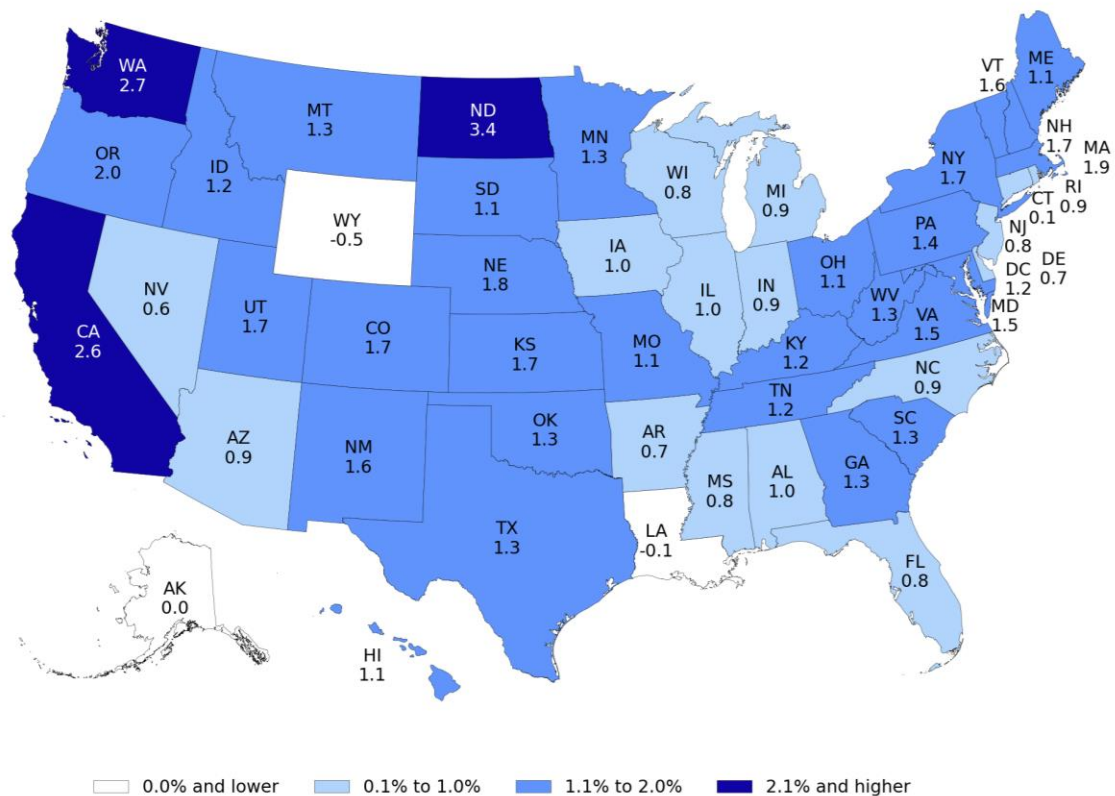 WA
2.7
OR
2.0
CA
2.6
ID
1.2
NV
0.6
MT
1.3
WY
-0.5
UT
1.7
AZ
0.9
CO
1.7
NM
1.6
ND
3.4
SD
1.1
NE
1.8
KS
1.7
OK
1.3
TX
1.3
MN
1.3
IA
1.0
MO
1.1
AR
0.7
LA
-0.1
WI
0.8
IL
1.0
MS
0.8
MI
0.9
IN
0.9
KY
1.2
TN
1.2
AL
1.0
OH
1.1
WV
1.3
GA
1.3
FL
0.8
SC
1.3
NC
0.9
VA
1.5
PA
1.4
NY
1.7
VT
1.6
ME
1.1
NH
1.7
MA
1.9
RI
0.9
CT
0.1
NJ
0.8
DE
0.7
DC
1.2
MD
1.5
AK
0.0
HI
1.1
0.0% and lower
0.1% to 1.0%
1.1% to 2.0%
2.1% and higher